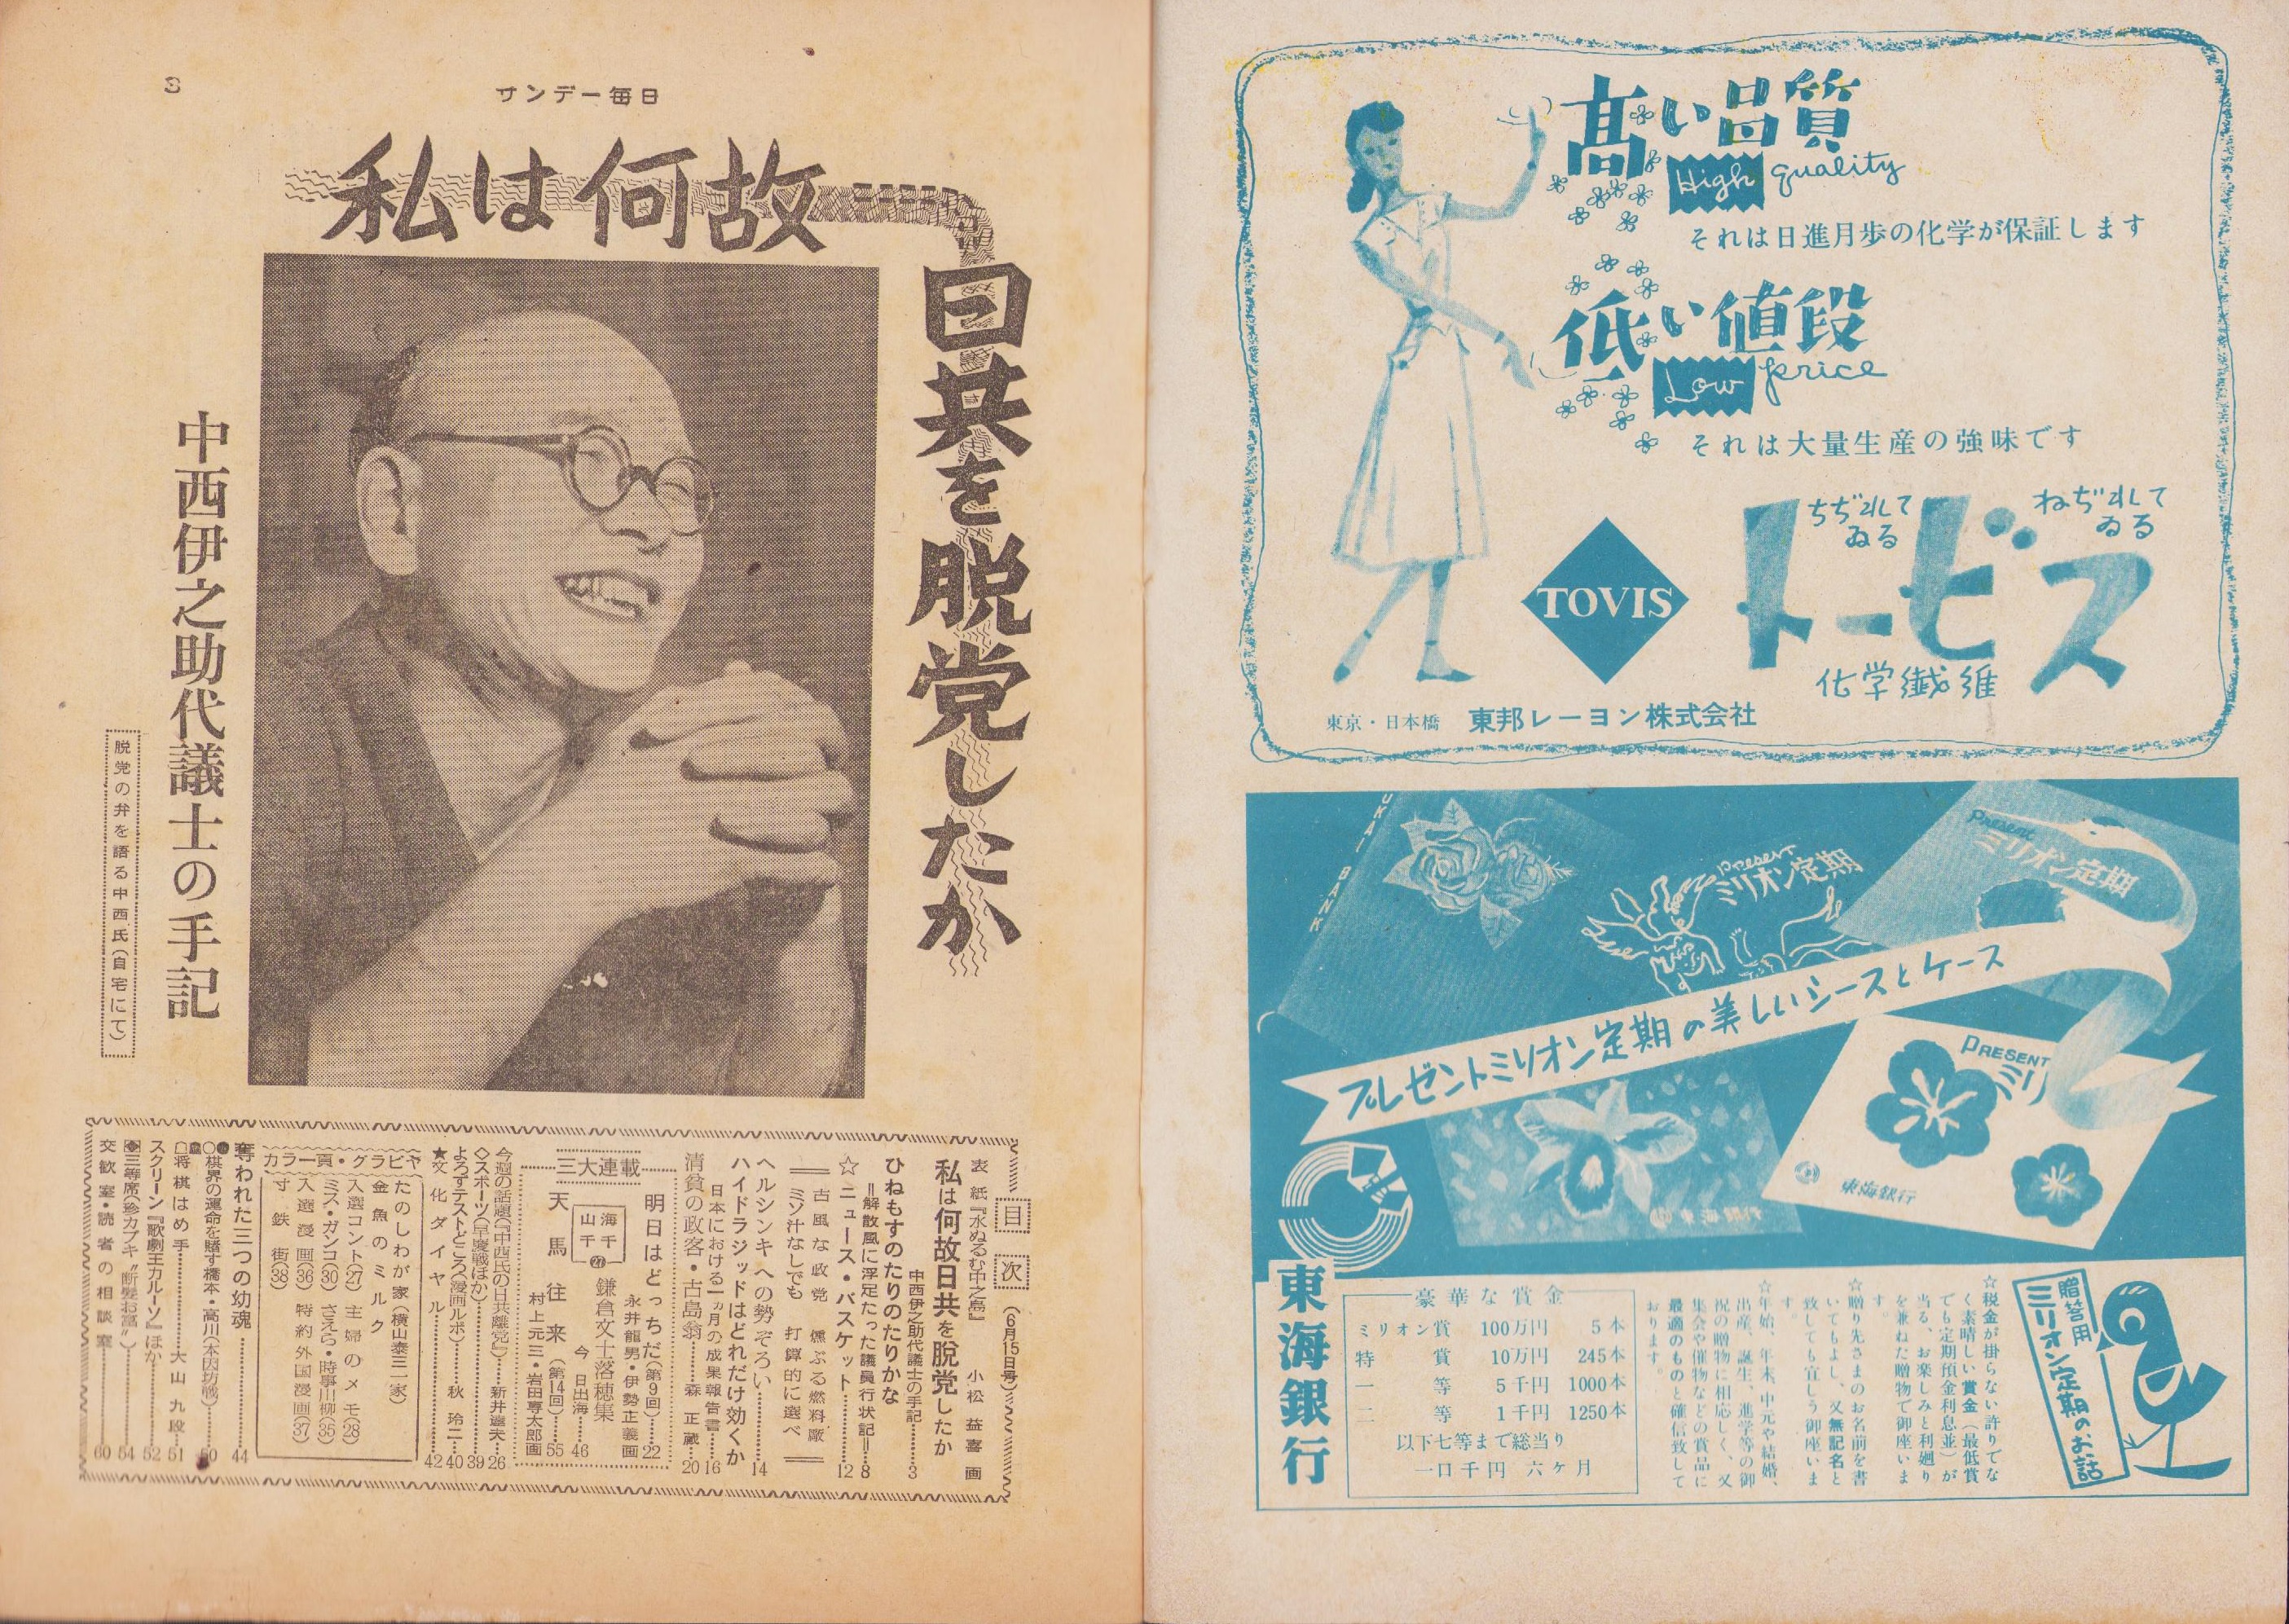 高い品質
High quality
それは日進月歩の化学が保証します
低い値段
Low price
それは大量生産の強味です
ちぢれて
ゐる
ねぢれて
ゐる
トービス
TOVIS
化学繊維
東京・日本橋 東邦レーヨン株式会社
UKAI BANK
Present
ミリオン定期
Present
ミリオン定期
プレゼントミリオン定期の美しいシースとケース
PRESENT
ミリ
東海銀行
贈答用
ミリオン定期のお話
☆税金が掛らない許りでな
く素晴しい賞金（最低賞
でも定期預金利息並）が
当る、お楽しみと利廻り
を兼ねた贈物で御座いま
す。
☆贈り先さまのお名前を書
いてもよし、又無記名と
致しても宜しう御座いま
す。
☆年始、年末、中元や結婚、
出産、誕生、進学等の御
祝の贈物に相応しく、又
集会や催物などの賞品に
最適のものと確信致して
おります。
豪華な賞金
ミリオン賞 100万円 5本
特賞 10万円 245本
一等 5千円 1000本
二等 1千円 1250本
以下七等まで総当り
一口千円 六ケ月
東海銀行
サンデー毎日
3
私は何故
日共を脱党したか
中西伊之助代議士の手記
脱党の弁を語る中西氏（自宅にて）
目次（6月15日号）
表紙『水ぬるむ中之島』 小松益喜画
私は何故日共を脱党したか
中西伊之助代議士の手記……3
ひねもすのたりのたりかな
＝解散風に浮足たった議員行状記＝8
☆ニュース・バスケット……12
古風な政党 燻ぶる燃料廠
ミソ汁なしでも 打算的に選べ
ヘルシンキへの勢ぞろい……14
ハイドラジッドはどれだけ効くか
日本における一カ月の成果報告書……16
清貧の政客・古島翁……森正蔵…20
三大連載
明日はどっちだ（第9回）……22
永井龍男・伊勢正義画
海千山千㉗ 鎌倉文士落穂集
今日出海……46
天馬往来（第14回）……55
村上元三・岩田専太郎画
今週の話題（『中西氏の日共離党』）……新井達夫…26
◇スポーツ（早慶戦ほか）……39
よろずテストどころ（漫画ルポ）……秋玲二…40
★文化ダイヤル……42
カラー頁・グラビヤ
たのしわが家（横山泰三一家）
金魚のミルク
入選コント（27） 主婦のメモ（28）
ミス・ガンコ（30） さえら・時事川柳（35）
入選漫画（36） 特約外国漫画（37）
寸鉄街（38）
奪われた三つの幼魂……44
棋界の運命を賭す橋本・高川（本因坊戦）……50
将棋はめ手……大山九段…51
スクリーン『歌劇王カルーソ』ほか……52
三等席（珍カブキ〝断髪お富〟）……54
交歓室・読者の相談室……60